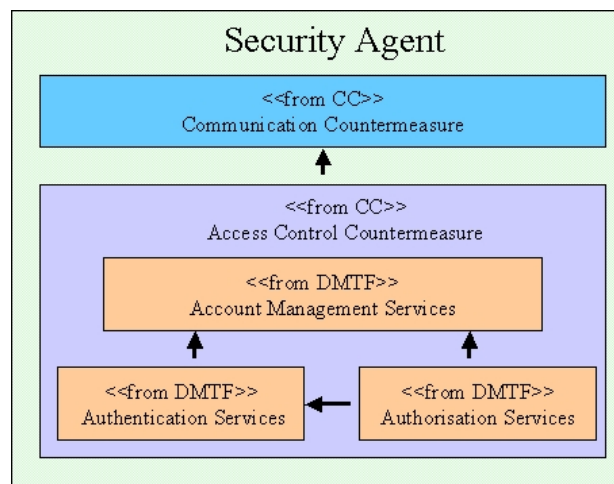 Security Agent
<<from CC>>
Communication Countermeasure
<<from CC>>
Access Control Countermeasure
<<from DMTF>>
Account Management Services
<<from DMTF>>
Authentication Services
<<from DMTF>>
Authorisation Services